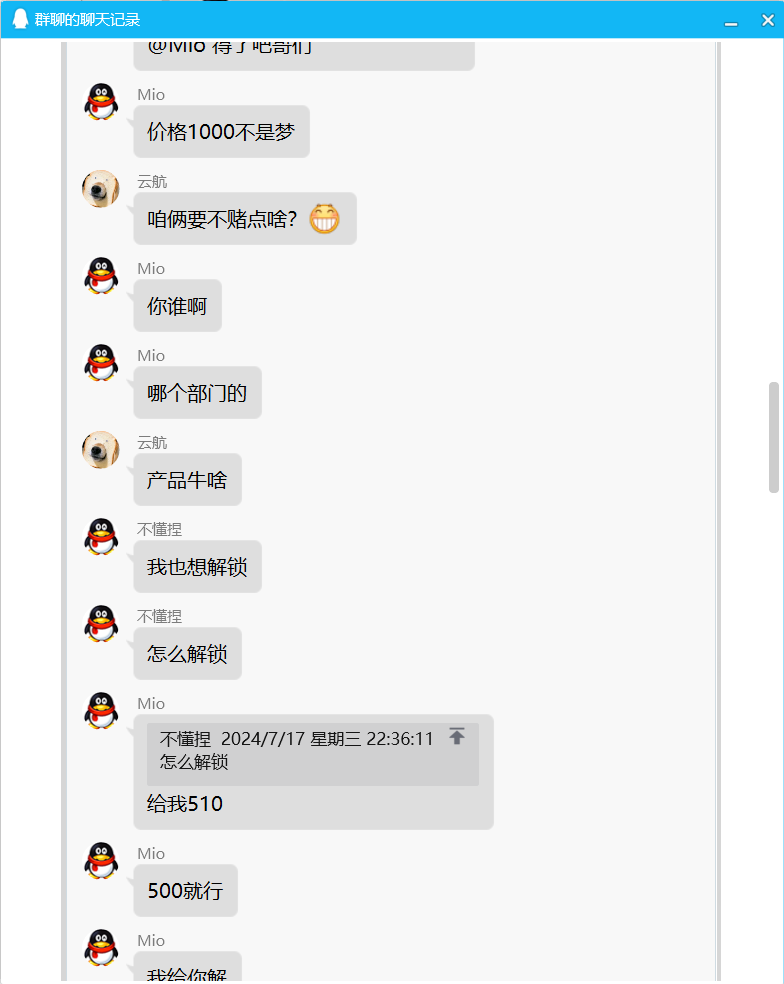 群聊的聊天记录
@Mio 得了吧哥们
Mio
价格1000不是梦
云航
咱俩要不赌点啥？
Mio
你谁啊
Mio
哪个部门的
云航
产品牛啥
不懂捏
我也想解锁
不懂捏
怎么解锁
Mio
不懂捏 2024/7/17 星期三 22:36:11
怎么解锁
给我510
Mio
500就行
Mio
我给你解